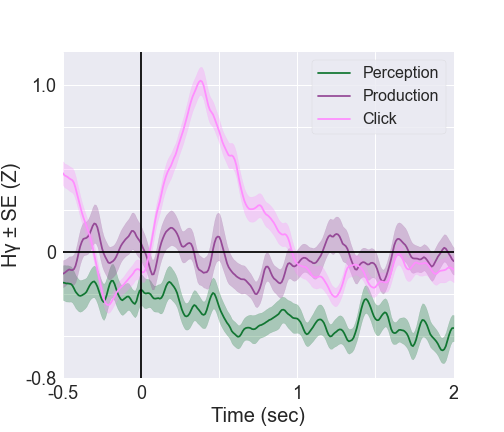 Perception
Production
Click
Hγ ± SE (Z)
1.0
0
-0.8
-0.5 0 1 2
Time (sec)